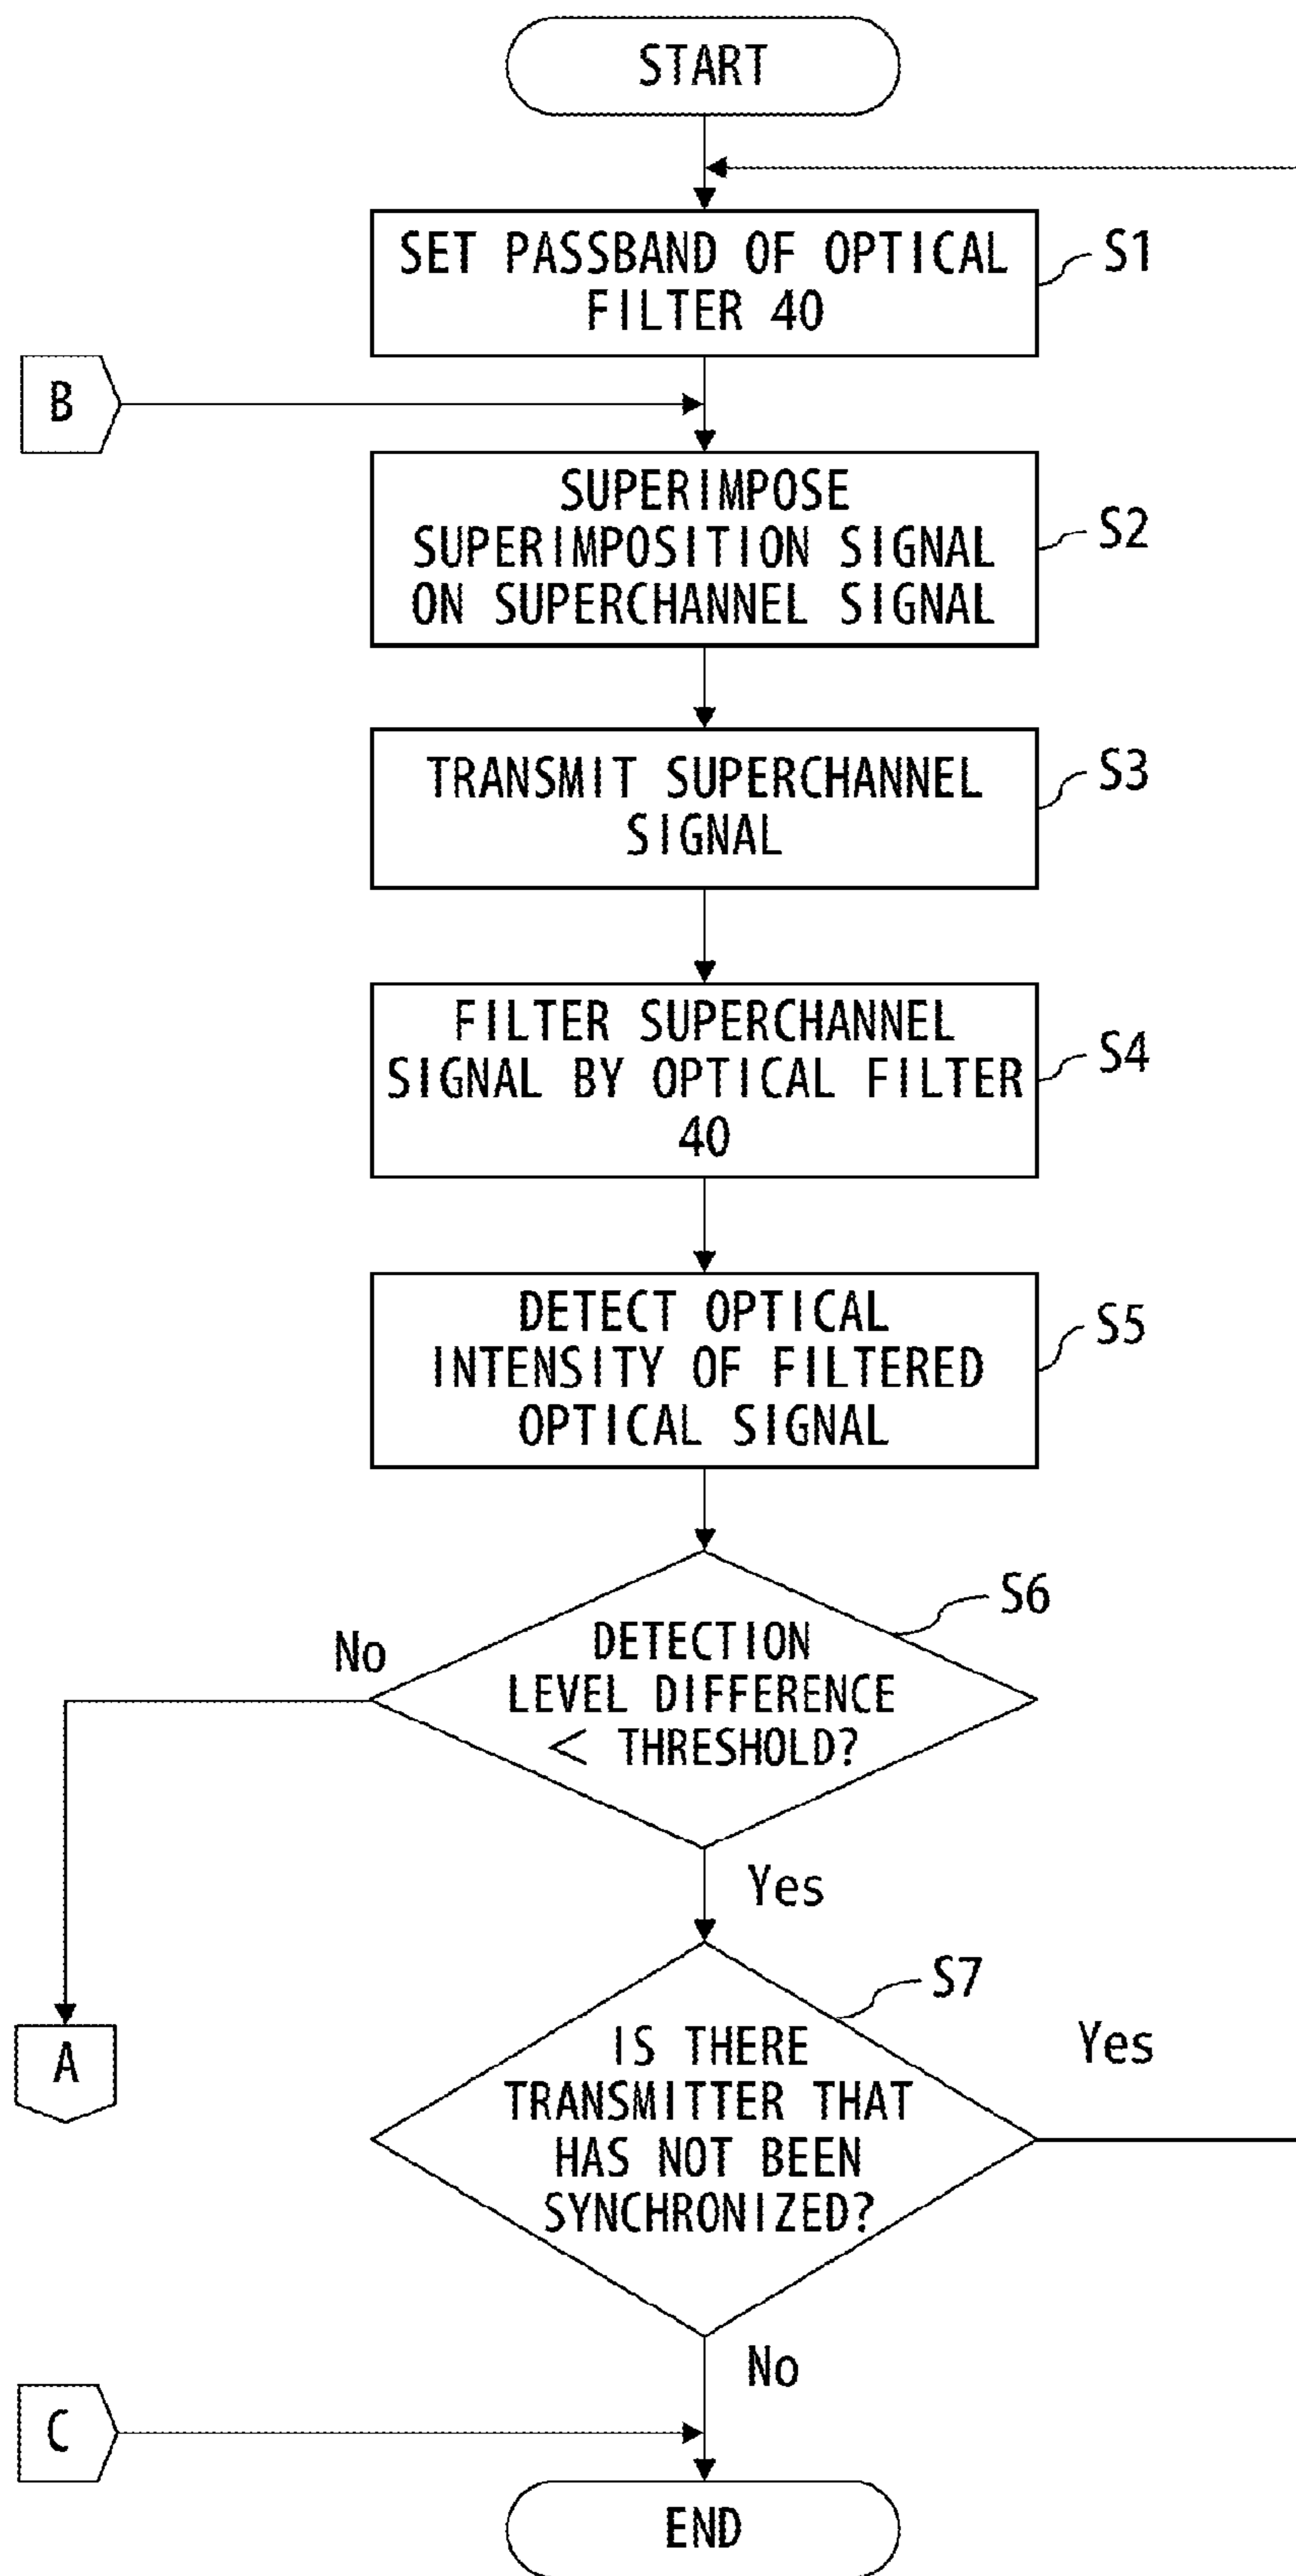 START
SET PASSBAND OF OPTICAL
FILTER 40
S1
B
SUPERIMPOSE
SUPERIMPOSITION SIGNAL
ON SUPERCHANNEL SIGNAL
S2
TRANSMIT SUPERCHANNEL
SIGNAL
S3
FILTER SUPERCHANNEL
SIGNAL BY OPTICAL FILTER
40
S4
DETECT OPTICAL
INTENSITY OF FILTERED
OPTICAL SIGNAL
S5
S6
No
DETECTION
LEVEL DIFFERENCE
< THRESHOLD?
Yes
S7
A
IS THERE
TRANSMITTER THAT
HAS NOT BEEN
SYNCHRONIZED?
Yes
No
C
END